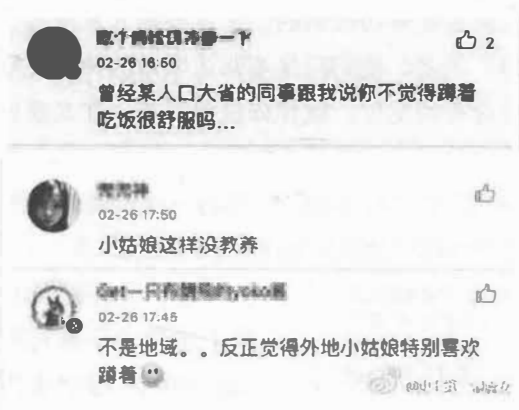 2
02-26 16:50
曾经某人口大省的同事跟我说你不觉得蹲着
吃饭很舒服吗...
02-26 17:50
小姑娘这样没教养
02-26 17:46
不是地域。。反正觉得外地小姑娘特别喜欢
蹲着